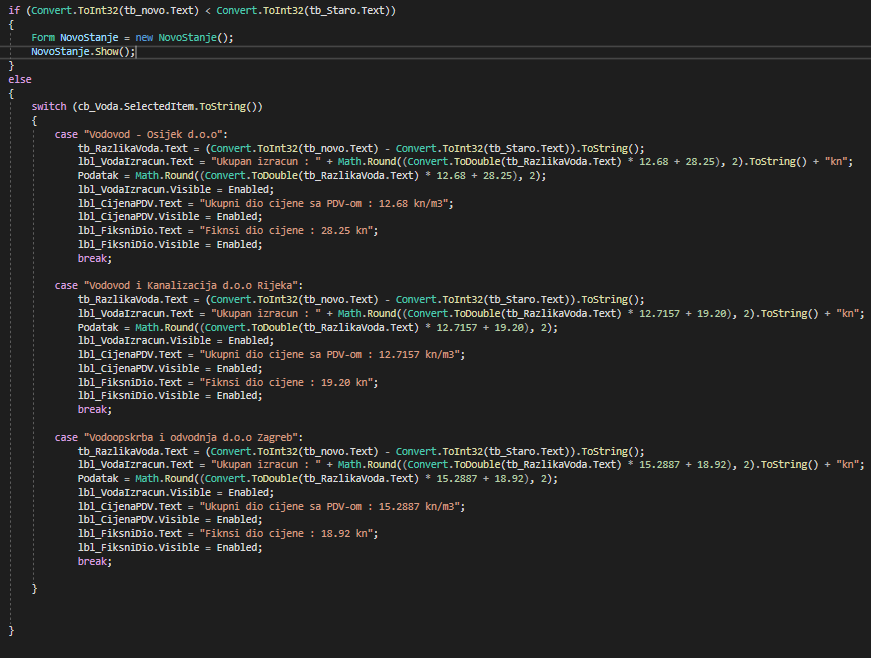 if (Convert.ToInt32(tb_novo.Text) < Convert.ToInt32(tb_Staro.Text))
{
Form NovoStanje = new NovoStanje();
NovoStanje.Show();
}
else
{
switch (cb_Voda.SelectedItem.ToString())
{
case "Vodovod - Osijek d.o.o":
tb_RazlikaVoda.Text = (Convert.ToInt32(tb_novo.Text) - Convert.ToInt32(tb_Staro.Text)).ToString();
lbl_VodaIzracun.Text = "Ukupan izracun : " + Math.Round((Convert.ToDouble(tb_RazlikaVoda.Text) * 12.68 + 28.25), 2).ToString() + "kn";
Podatak = Math.Round((Convert.ToDouble(tb_RazlikaVoda.Text) * 12.68 + 28.25), 2);
lbl_VodaIzracun.Visible = Enabled;
lbl_CijenaPDV.Text = "Ukupni dio cijene sa PDV-om : 12.68 kn/m3";
lbl_CijenaPDV.Visible = Enabled;
lbl_FiksniDio.Text = "Fiknsi dio cijene : 28.25 kn";
lbl_FiksniDio.Visible = Enabled;
break;
case "Vodovod i Kanalizacija d.o.o Rijeka":
tb_RazlikaVoda.Text = (Convert.ToInt32(tb_novo.Text) - Convert.ToInt32(tb_Staro.Text)).ToString();
lbl_VodaIzracun.Text = "Ukupan izracun : " + Math.Round((Convert.ToDouble(tb_RazlikaVoda.Text) * 12.7157 + 19.20), 2).ToString() + "kn";
Podatak = Math.Round((Convert.ToDouble(tb_RazlikaVoda.Text) * 12.7157 + 19.20), 2);
lbl_VodaIzracun.Visible = Enabled;
lbl_CijenaPDV.Text = "Ukupni dio cijene sa PDV-om : 12.7157 kn/m3";
lbl_CijenaPDV.Visible = Enabled;
lbl_FiksniDio.Text = "Fiknsi dio cijene : 19.20 kn";
lbl_FiksniDio.Visible = Enabled;
break;
case "Vodoopskrba i odvodnja d.o.o Zagreb":
tb_RazlikaVoda.Text = (Convert.ToInt32(tb_novo.Text) - Convert.ToInt32(tb_Staro.Text)).ToString();
lbl_VodaIzracun.Text = "Ukupan izracun : " + Math.Round((Convert.ToDouble(tb_RazlikaVoda.Text) * 15.2887 + 18.92), 2).ToString() + "kn";
Podatak = Math.Round((Convert.ToDouble(tb_RazlikaVoda.Text) * 15.2887 + 18.92), 2);
lbl_VodaIzracun.Visible = Enabled;
lbl_CijenaPDV.Text = "Ukupni dio cijene sa PDV-om : 15.2887 kn/m3";
lbl_CijenaPDV.Visible = Enabled;
lbl_FiksniDio.Text = "Fiknsi dio cijene : 18.92 kn";
lbl_FiksniDio.Visible = Enabled;
break;
}
}